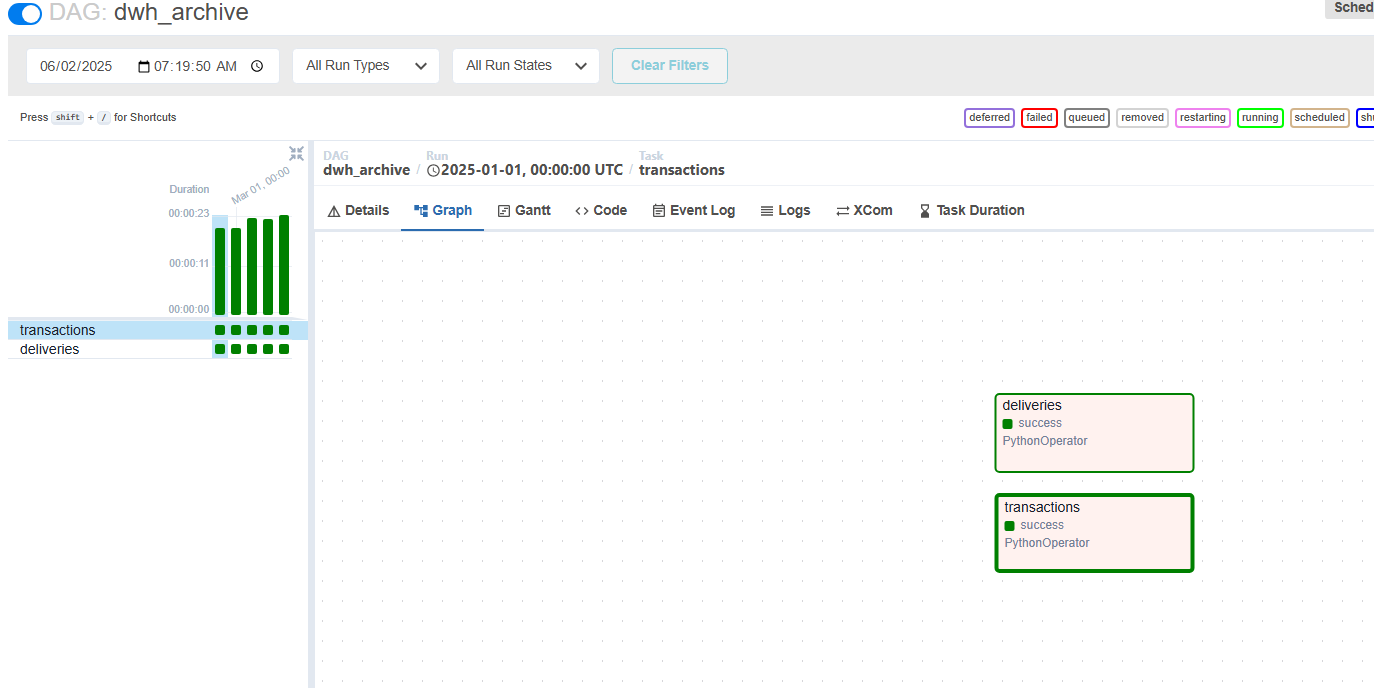 DAG: dwh_archive
Sched
06/02/2025 07:19:50 AM
All Run Types
All Run States
Clear Filters
Press shift + / for Shortcuts
deferred
failed
queued
removed
restarting
running
scheduled
shu
Duration
Mar 01, 00:00
00:00:23
00:00:11
00:00:00
transactions
deliveries
DAG
dwh_archive
/
Run
2025-01-01, 00:00:00 UTC
/
Task
transactions
Details
Graph
Gantt
Code
Event Log
Logs
XCom
Task Duration
deliveries
success
PythonOperator
transactions
success
PythonOperator